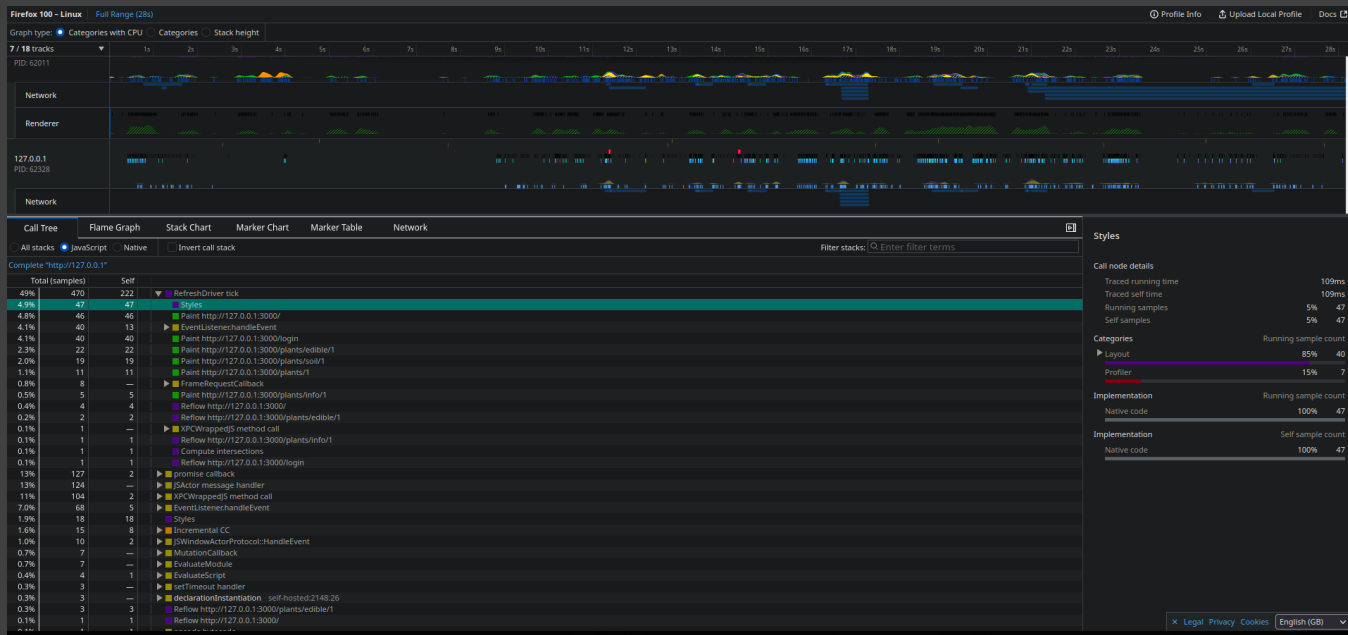 Firefox 100 – Linux Full Range (28s) Profile Info Upload Local Profile Docs
Graph type: Categories with CPU Categories Stack height
7 / 18 tracks 1s 2s 3s 4s 5s 6s 7s 8s 9s 10s 11s 12s 13s 14s 15s 16s 17s 18s 19s 20s 21s 22s 23s 24s 25s 26s 27s 28s
PID: 62011
Network
Renderer
127.0.0.1
PID: 62328
Network
Call Tree Flame Graph Stack Chart Marker Chart Marker Table Network
All stacks JavaScript Native Invert call stack Filter stacks: Enter filter terms
Complete "http://127.0.0.1"
Total (samples) Self
49% 470 222 RefreshDriver tick
4.9% 47 47 Styles
4.8% 46 46 Paint http://127.0.0.1:3000/
4.1% 40 13 EventListener.handleEvent
4.1% 40 40 Paint http://127.0.0.1:3000/login
2.3% 22 22 Paint http://127.0.0.1:3000/plants/edible/1
2.0% 19 19 Paint http://127.0.0.1:3000/plants/soil/1
1.1% 11 11 Paint http://127.0.0.1:3000/plants/1
0.8% 8 — FrameRequestCallback
0.5% 5 5 Paint http://127.0.0.1:3000/plants/info/1
0.4% 4 4 Reflow http://127.0.0.1:3000/
0.2% 2 2 Reflow http://127.0.0.1:3000/plants/edible/1
0.1% 1 — XPCWrappedJS method call
0.1% 1 1 Reflow http://127.0.0.1:3000/plants/info/1
0.1% 1 1 Compute intersections
0.1% 1 1 Reflow http://127.0.0.1:3000/login
13% 127 2 promise callback
13% 124 — JSActor message handler
11% 104 2 XPCWrappedJS method call
7.0% 68 5 EventListener.handleEvent
1.9% 18 18 Styles
1.6% 15 8 Incremental CC
1.0% 10 2 JSWindowActorProtocol::HandleEvent
0.7% 7 — MutationCallback
0.7% 7 — EvaluateModule
0.4% 4 1 EvaluateScript
0.3% 3 — setTimeout handler
0.3% 3 — declarationInstantiation self-hosted:2148:26
0.3% 3 3 Reflow http://127.0.0.1:3000/plants/edible/1
0.1% 1 1 Reflow http://127.0.0.1:3000/
Styles
Call node details
Traced running time 109ms
Traced self time 109ms
Running samples 5% 47
Self samples 5% 47
Categories Running sample count
Layout 85% 40
Profiler 15% 7
Implementation Running sample count
Native code 100% 47
Implementation Self sample count
Native code 100% 47
× Legal Privacy Cookies English (GB)